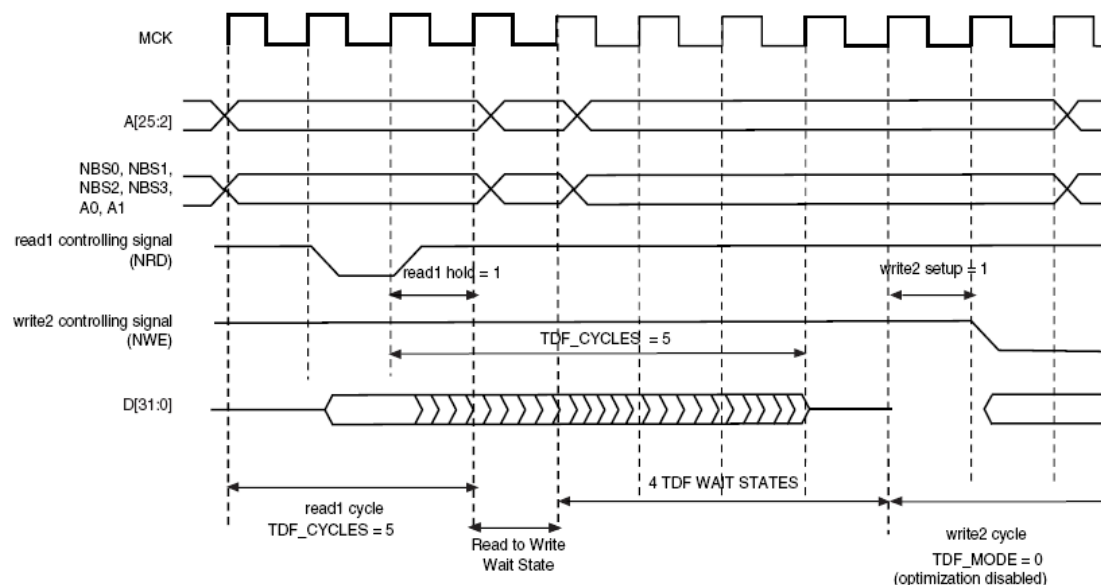 MCK
A[25:2]
NBS0, NBS1,
NBS2, NBS3,
A0, A1
read1 controlling signal
(NRD)
read1 hold = 1
write2 setup = 1
write2 controlling signal
(NWE)
TDF_CYCLES = 5
D[31:0]
4 TDF WAIT STATES
read1 cycle
TDF_CYCLES = 5
Read to Write
Wait State
write2 cycle
TDF_MODE = 0
(optimization disabled)